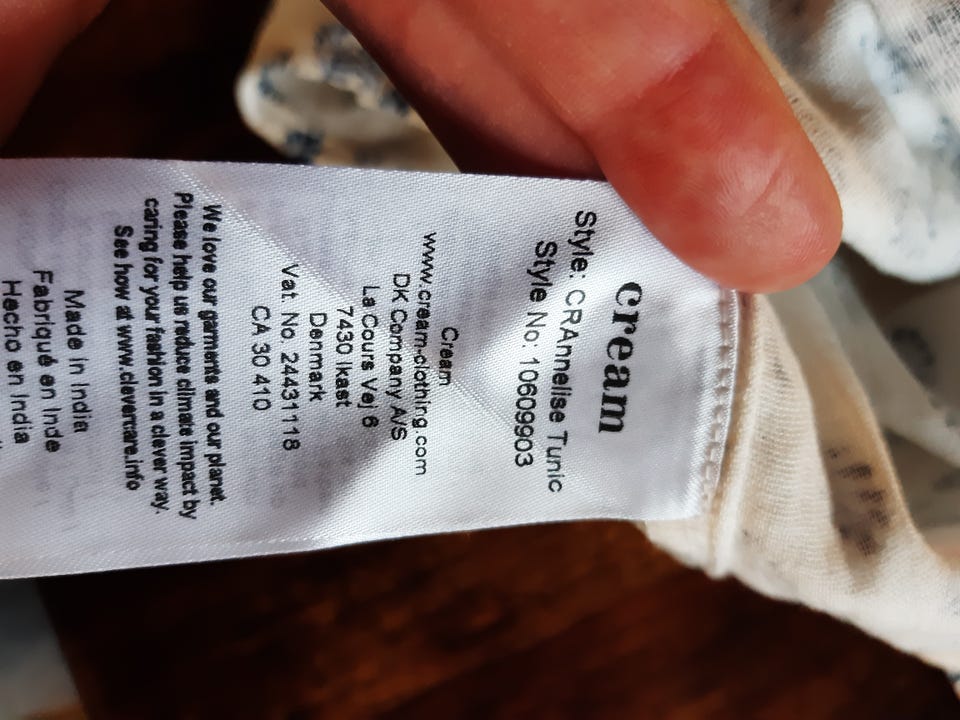 cream
Style: CRAnnelise Tunic
Style No: 10609903
Cream
www.cream-clothing.com
DK Company A/S
La Cours Vej 6
7430 Ikast
Denmark
Vat. No. 24431118
CA 30 410
We love our garments and our planet.
Please help us reduce climate impact by
caring for your fashion in a clever way.
See how at www.clevercare.info
Made in India
Fabriqué en Inde
Hecho en India